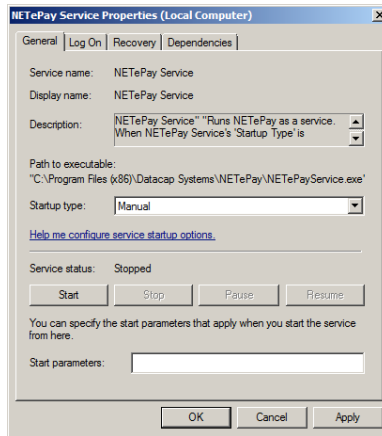 NETePay Service Properties (Local Computer)
General Log On Recovery Dependencies
Service name: NETePay Service
Display name: NETePay Service
Description: NETePay Service" "Runs NETePay as a service.
When NETePay Service's 'Startup Type' is
Path to executable:
"C:\Program Files (x86)\Datacap Systems\NETePay\NETePayService.exe"
Startup type: Manual
Help me configure service startup options.
Service status: Stopped
Start Stop Pause Resume
You can specify the start parameters that apply when you start the service
from here.
Start parameters:
OK Cancel Apply